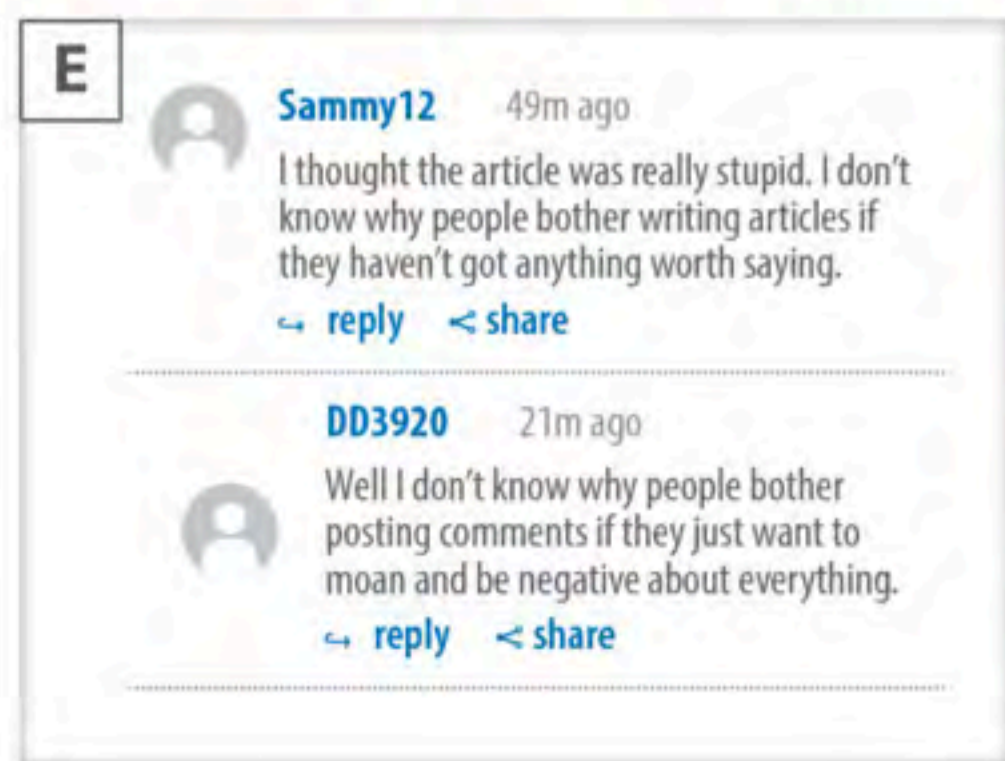 E
Sammy12 49m ago
I thought the article was really stupid. I don't
know why people bother writing articles if
they haven't got anything worth saying.
reply share
DD3920 21m ago
Well I don't know why people bother
posting comments if they just want to
moan and be negative about everything.
reply share